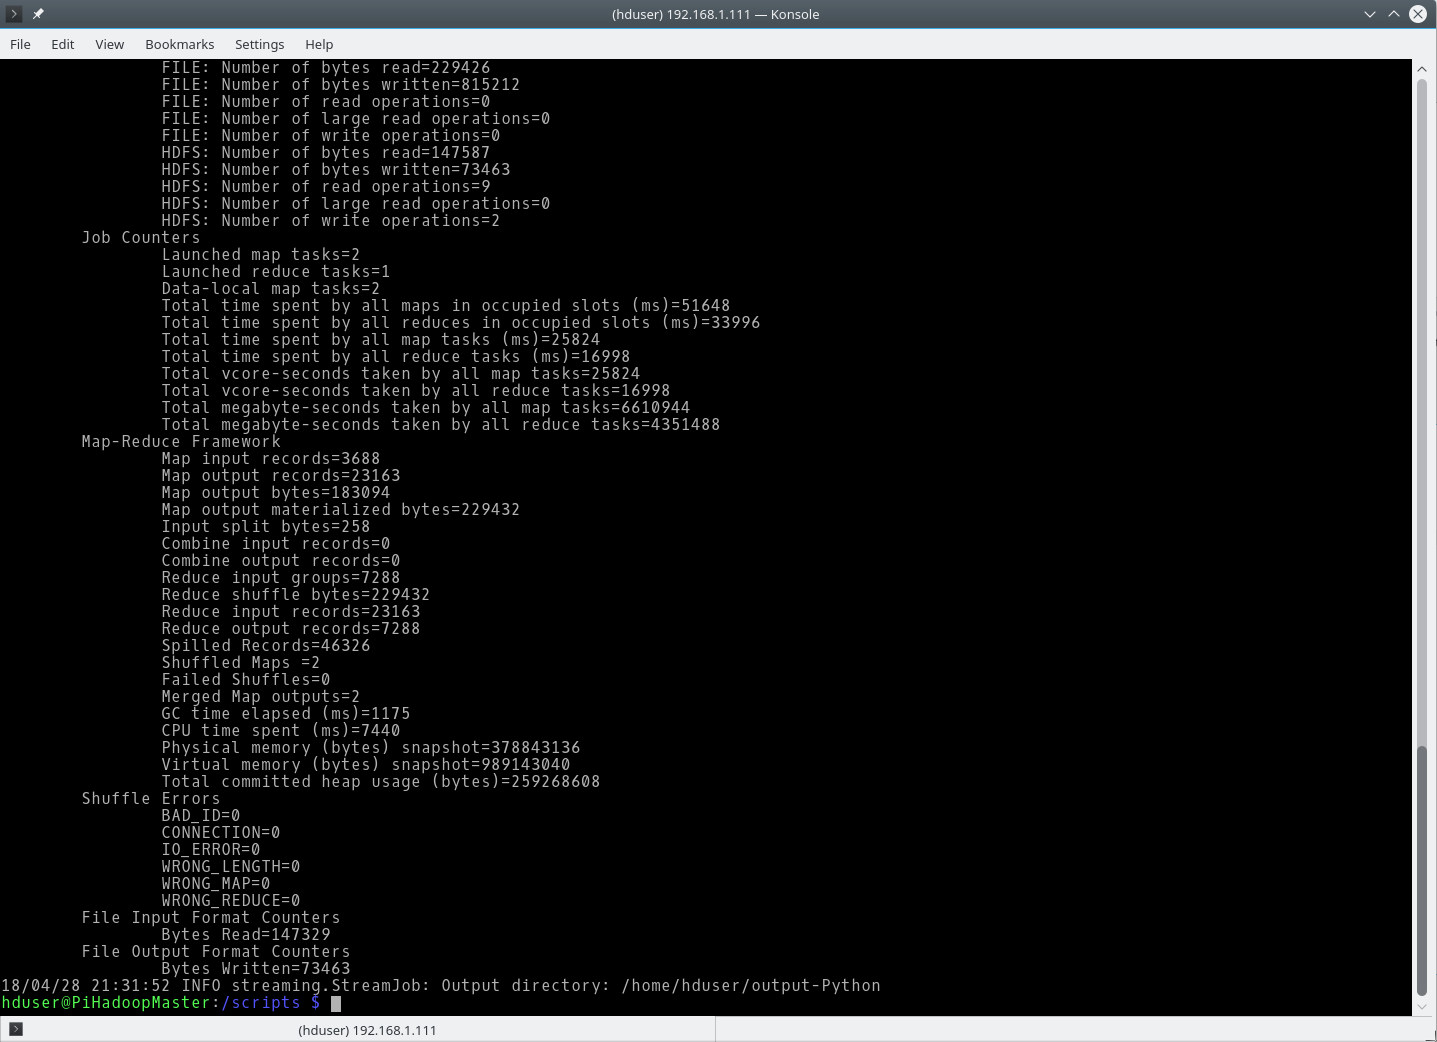 (hduser) 192.168.1.111 — Konsole
File Edit View Bookmarks Settings Help
FILE: Number of bytes read=229426
FILE: Number of bytes written=815212
FILE: Number of read operations=0
FILE: Number of large read operations=0
FILE: Number of write operations=0
HDFS: Number of bytes read=147587
HDFS: Number of bytes written=73463
HDFS: Number of read operations=9
HDFS: Number of large read operations=0
HDFS: Number of write operations=2
Job Counters
Launched map tasks=2
Launched reduce tasks=1
Data-local map tasks=2
Total time spent by all maps in occupied slots (ms)=51648
Total time spent by all reduces in occupied slots (ms)=33996
Total time spent by all map tasks (ms)=25824
Total time spent by all reduce tasks (ms)=16998
Total vcore-seconds taken by all map tasks=25824
Total vcore-seconds taken by all reduce tasks=16998
Total megabyte-seconds taken by all map tasks=6610944
Total megabyte-seconds taken by all reduce tasks=4351488
Map-Reduce Framework
Map input records=3688
Map output records=23163
Map output bytes=183094
Map output materialized bytes=229432
Input split bytes=258
Combine input records=0
Combine output records=0
Reduce input groups=7288
Reduce shuffle bytes=229432
Reduce input records=23163
Reduce output records=7288
Spilled Records=46326
Shuffled Maps =2
Failed Shuffles=0
Merged Map outputs=2
GC time elapsed (ms)=1175
CPU time spent (ms)=7440
Physical memory (bytes) snapshot=378843136
Virtual memory (bytes) snapshot=989143040
Total committed heap usage (bytes)=259268608
Shuffle Errors
BAD_ID=0
CONNECTION=0
IO_ERROR=0
WRONG_LENGTH=0
WRONG_MAP=0
WRONG_REDUCE=0
File Input Format Counters
Bytes Read=147329
File Output Format Counters
Bytes Written=73463
18/04/28 21:31:52 INFO streaming.StreamJob: Output directory: /home/hduser/output-Python
hduser@PiHadoopMaster:/scripts $
(hduser) 192.168.1.111